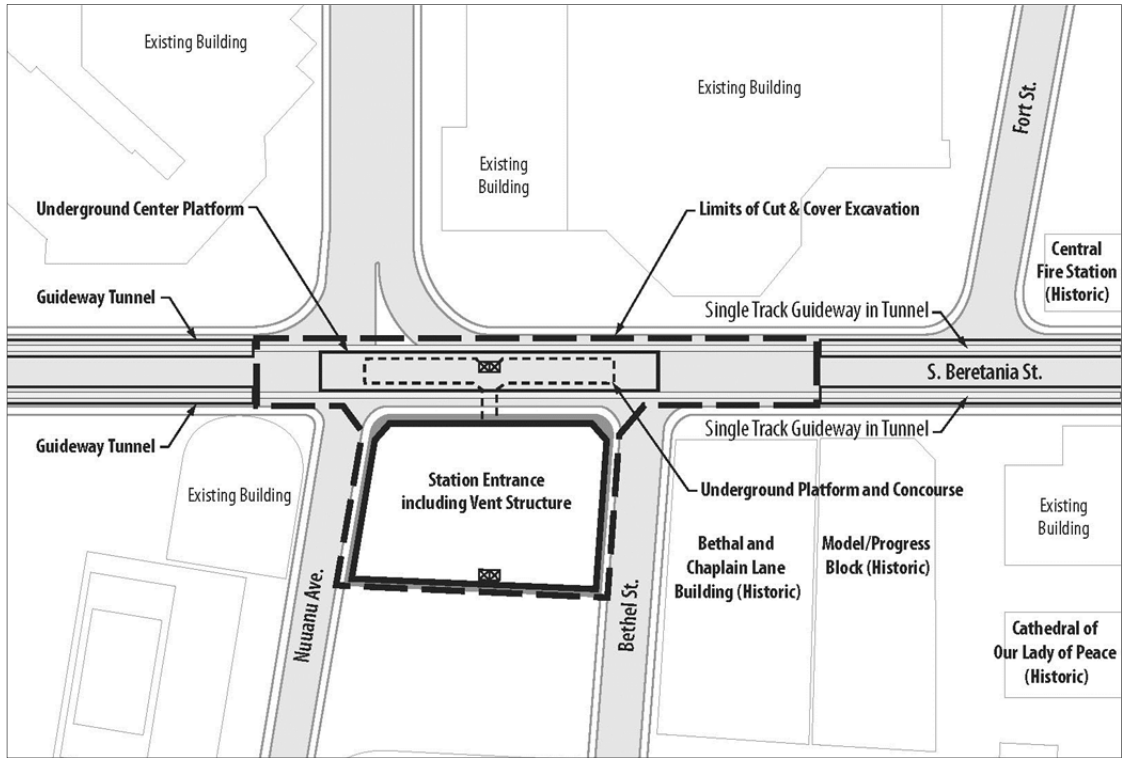 Existing Building
Existing Building
Existing
Building
Fort St.
Underground Center Platform
Limits of Cut & Cover Excavation
Central
Fire Station
(Historic)
Guideway Tunnel
Single Track Guideway in Tunnel
S. Beretania St.
Guideway Tunnel
Single Track Guideway in Tunnel
Existing Building
Station Entrance
including Vent Structure
Underground Platform and Concourse
Existing
Building
Bethal and
Chaplain Lane
Building (Historic)
Model/Progress
Block (Historic)
Nuuanu Ave.
Bethel St.
Cathedral of
Our Lady of Peace
(Historic)